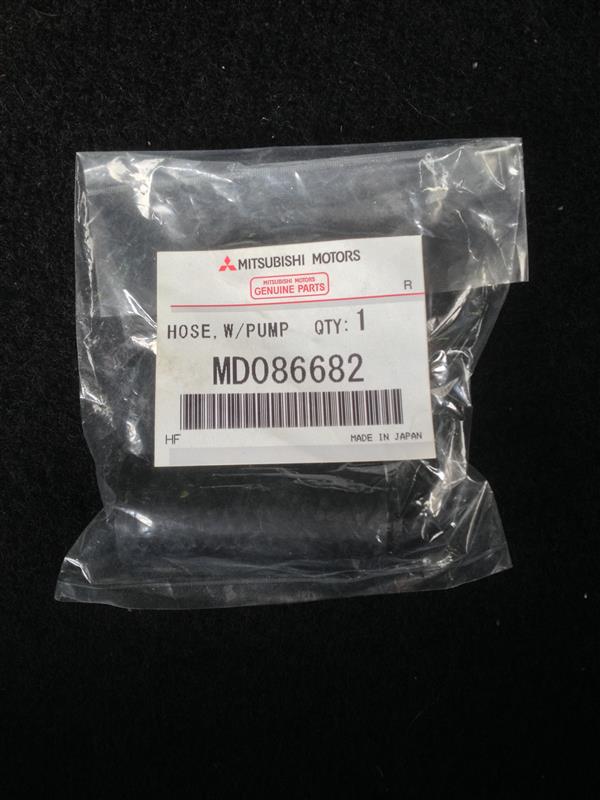 MITSUBISHI MOTORS
MITSUBISHI MOTORS
GENUINE PARTS
R
HOSE, W/PUMP QTY: 1
MD086682
HF MADE IN JAPAN